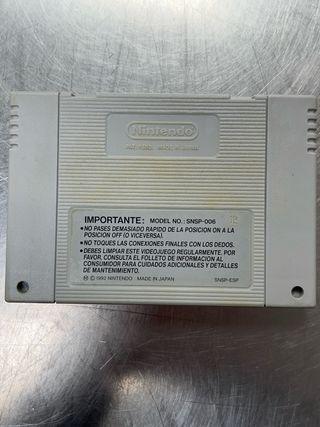 Nintendo
PAT. PEND. MADE IN JAPAN
IMPORTANTE: MODEL NO.: SNSP-006
●NO PASES DEMASIADO RAPIDO DE LA POSICION ON A LA
POSICION OFF (O VICEVERSA).
●NO TOQUES LAS CONEXIONES FINALES CON LOS DEDOS.
●DEBES LIMPIAR ESTE VIDEOJUEGO REGULARMENTE. POR
FAVOR, CONSULTA EL FOLLETO DE INFORMACIÓN AL
CONSUMIDOR PARA CUIDADOS ADICIONALES Y DETALLES
DE MANTENIMIENTO.
Ⓜ © 1992 NINTENDO MADE IN JAPAN SNSP-ESP